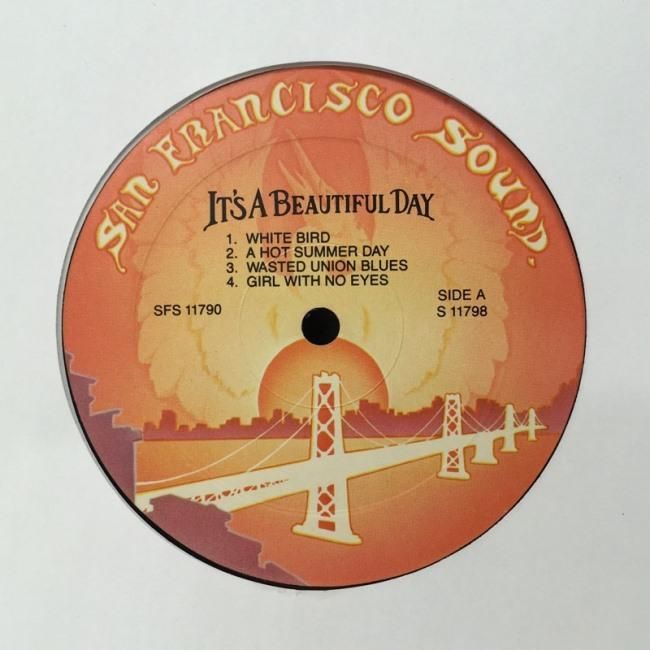 SAN FRANCISCO SOUND.
IT'S A BEAUTIFUL DAY
1. WHITE BIRD
2. A HOT SUMMER DAY
3. WASTED UNION BLUES
4. GIRL WITH NO EYES
SFS 11790
SIDE A
S 11798